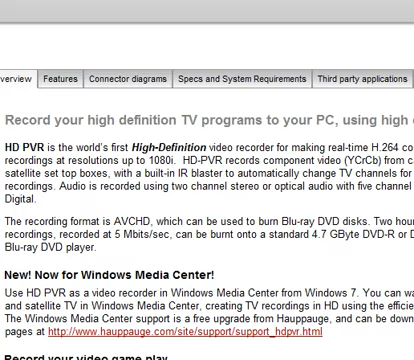 verview Features Connector diagrams Specs and System Requirements Third party applications
Record your high definition TV programs to your PC, using high
HD PVR is the world's first High-Definition video recorder for making real-time H.264 co
recordings at resolutions up to 1080i. HD-PVR records component video (YCrCb) from c
satellite set top boxes, with a built-in IR blaster to automatically change TV channels for
recordings. Audio is recorded using two channel stereo or optical audio with five channel
Digital.
The recording format is AVCHD, which can be used to burn Blu-ray DVD disks. Two hou
recordings, recorded at 5 Mbits/sec, can be burnt onto a standard 4.7 GByte DVD-R or D
Blu-ray DVD player.
New! Now for Windows Media Center!
Use HD PVR as a video recorder in Windows Media Center from Windows 7. You can wa
and satellite TV in Windows Media Center, creating TV recordings in HD using the efficie
The Windows Media Center support is a free upgrade from Hauppauge, and can be down
pages at http://www.hauppauge.com/site/support/support_hdpvr.html
Record your video game play